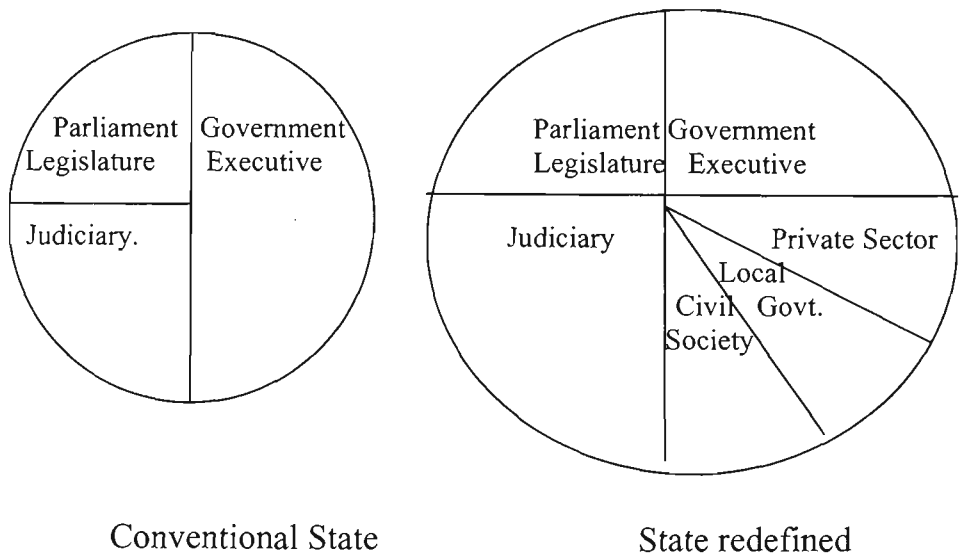 Parliament Government
Legislature Executive
Judiciary.
Conventional State
Parliament Government
Legislature Executive
Judiciary
Private Sector
Local
Civil Govt.
Society
State redefined